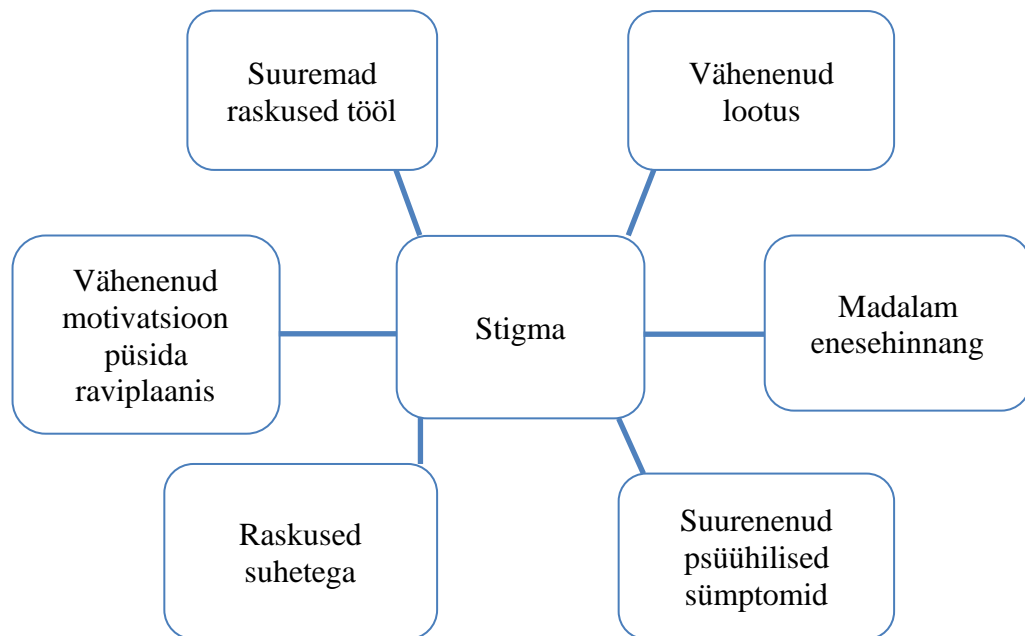 Suuremad
raskused tööl
Vähenenud
lootus
Vähenenud
motivatsioon
püsida
raviplaanis
Stigma
Madalam
enesehinnang
Raskused
suhetega
Suurenenud
psüühilised
sümptomid